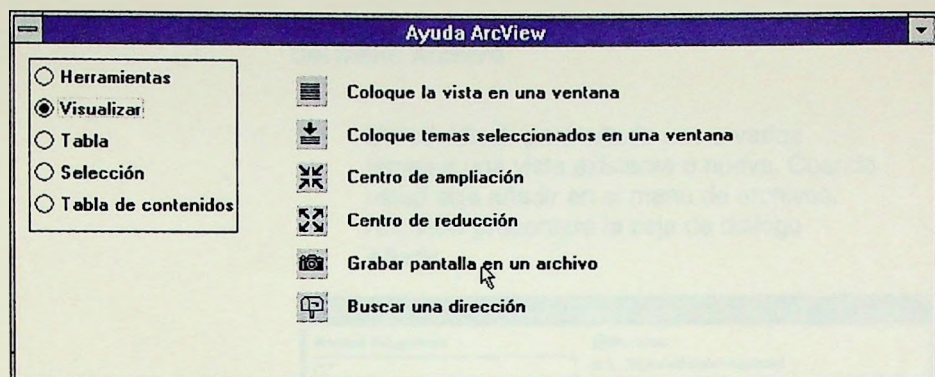 Ayuda ArcView
Herramientas
Visualizar
Tabla
Selección
Tabla de contenidos
Coloque la vista en una ventana
Coloque temas seleccionados en una ventana
Centro de ampliación
Centro de reducción
Grabar pantalla en un archivo
Buscar una dirección